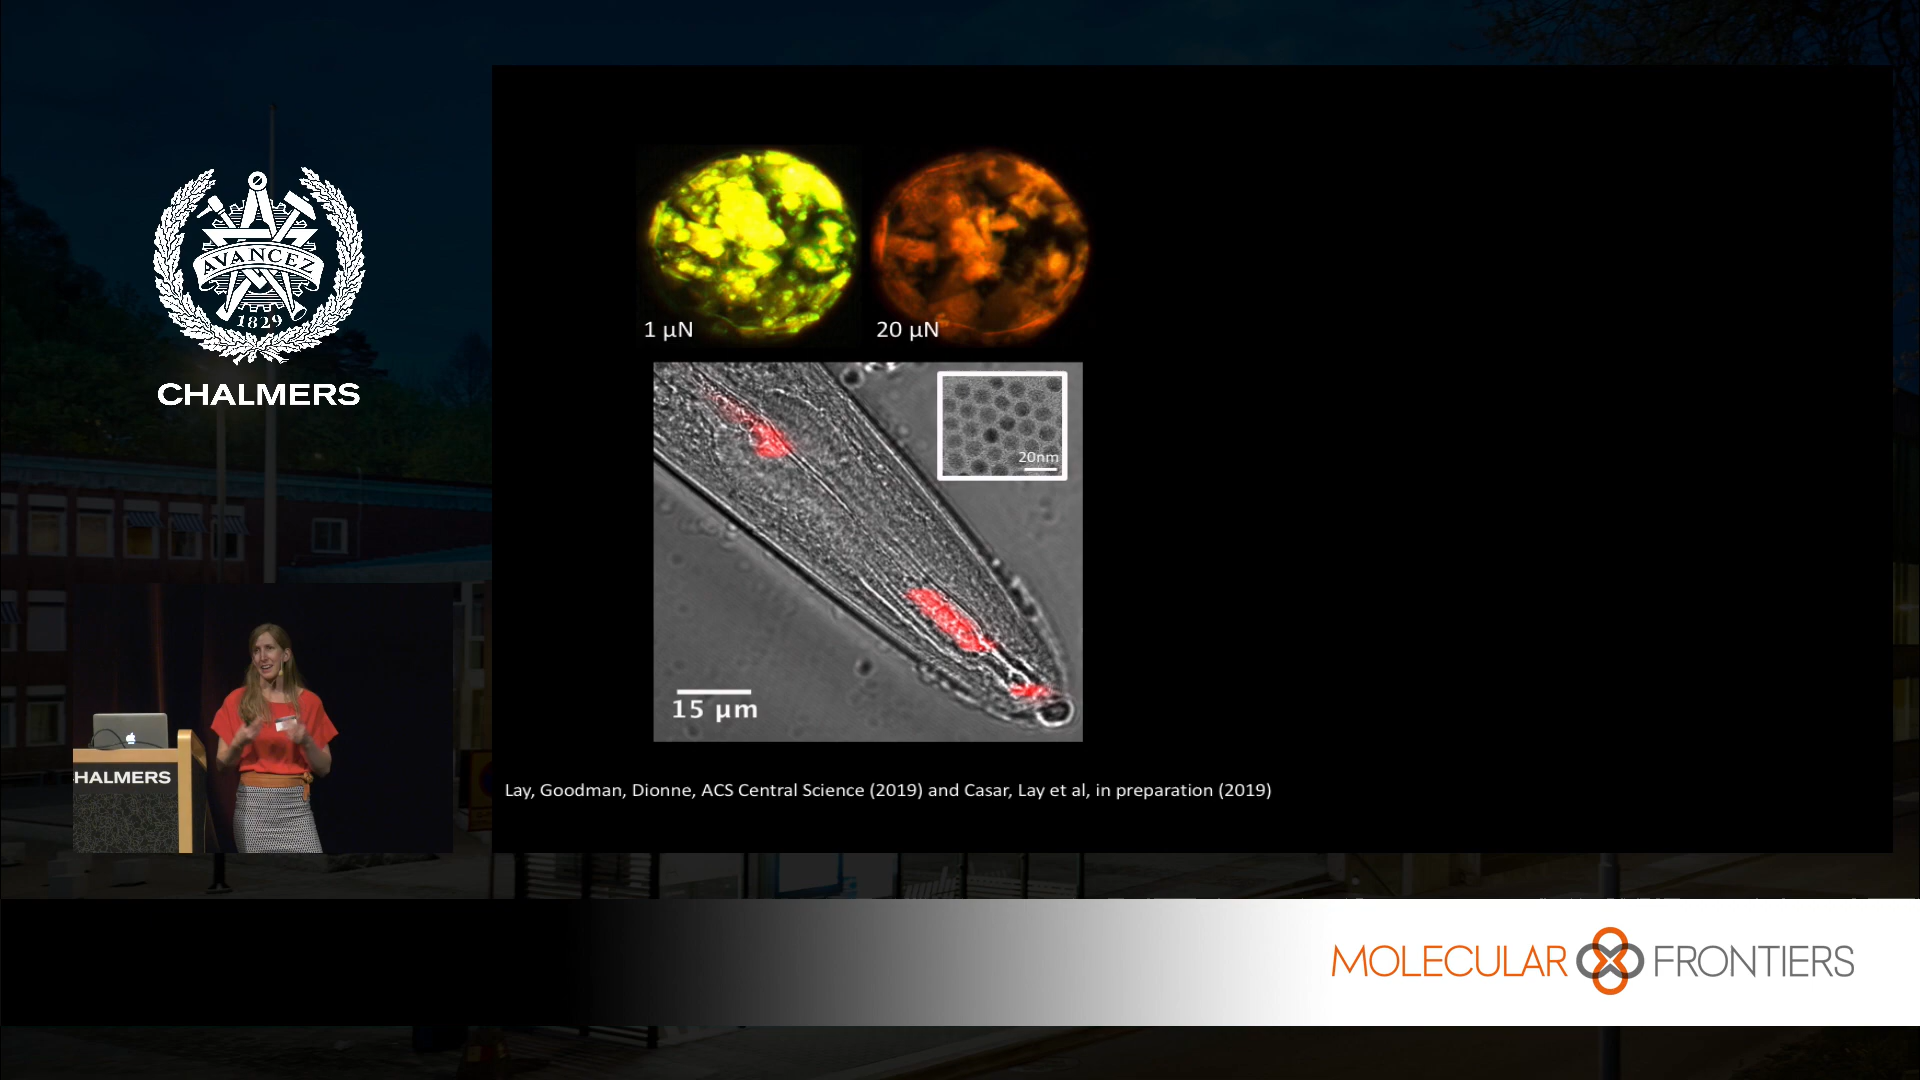 AVANCEZ
1829
CHALMERS
1 µN
20 µN
20nm
15 µm
HALMERS
Lay, Goodman, Dionne, ACS Central Science (2019) and Casar, Lay et al, in preparation (2019)
MOLECULAR FRONTIERS